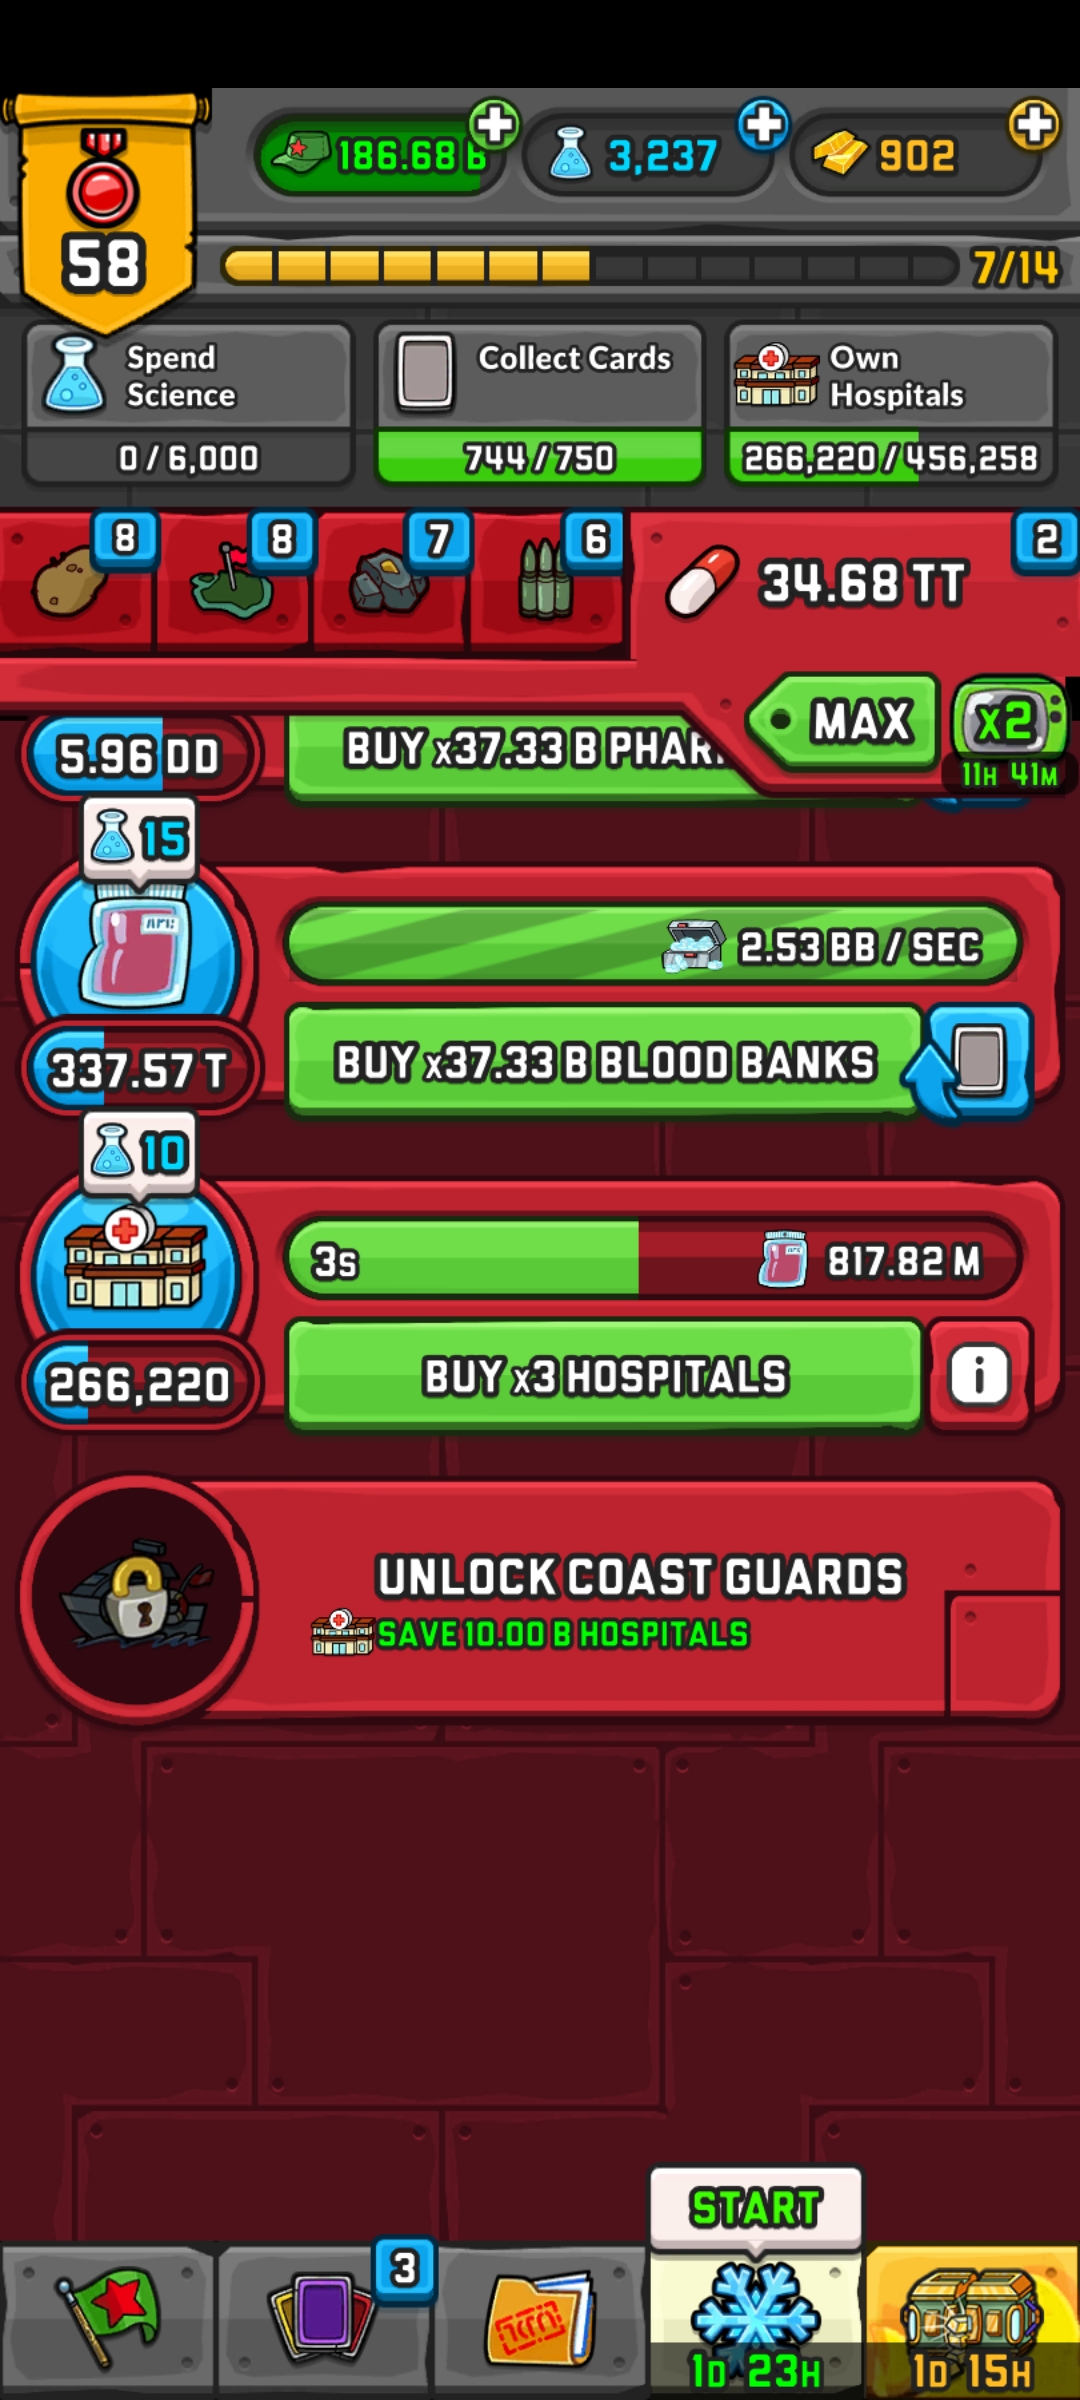 186.68 B
3,237
902
58
7/14
Spend
Science
0 / 6,000
Collect Cards
744 / 750
Own
Hospitals
266,220 / 456,258
8
8
7
6
34.68 TT
2
MAX
x2
11H 41M
5.96 DD
BUY x37.33 B PHAR
15
2.53 BB / SEC
337.57 T
BUY x37.33 B BLOOD BANKS
10
3s
817.82 M
266,220
BUY x3 HOSPITALS
i
UNLOCK COAST GUARDS
SAVE 10.00 B HOSPITALS
START
3
1D 23H
1D 15H